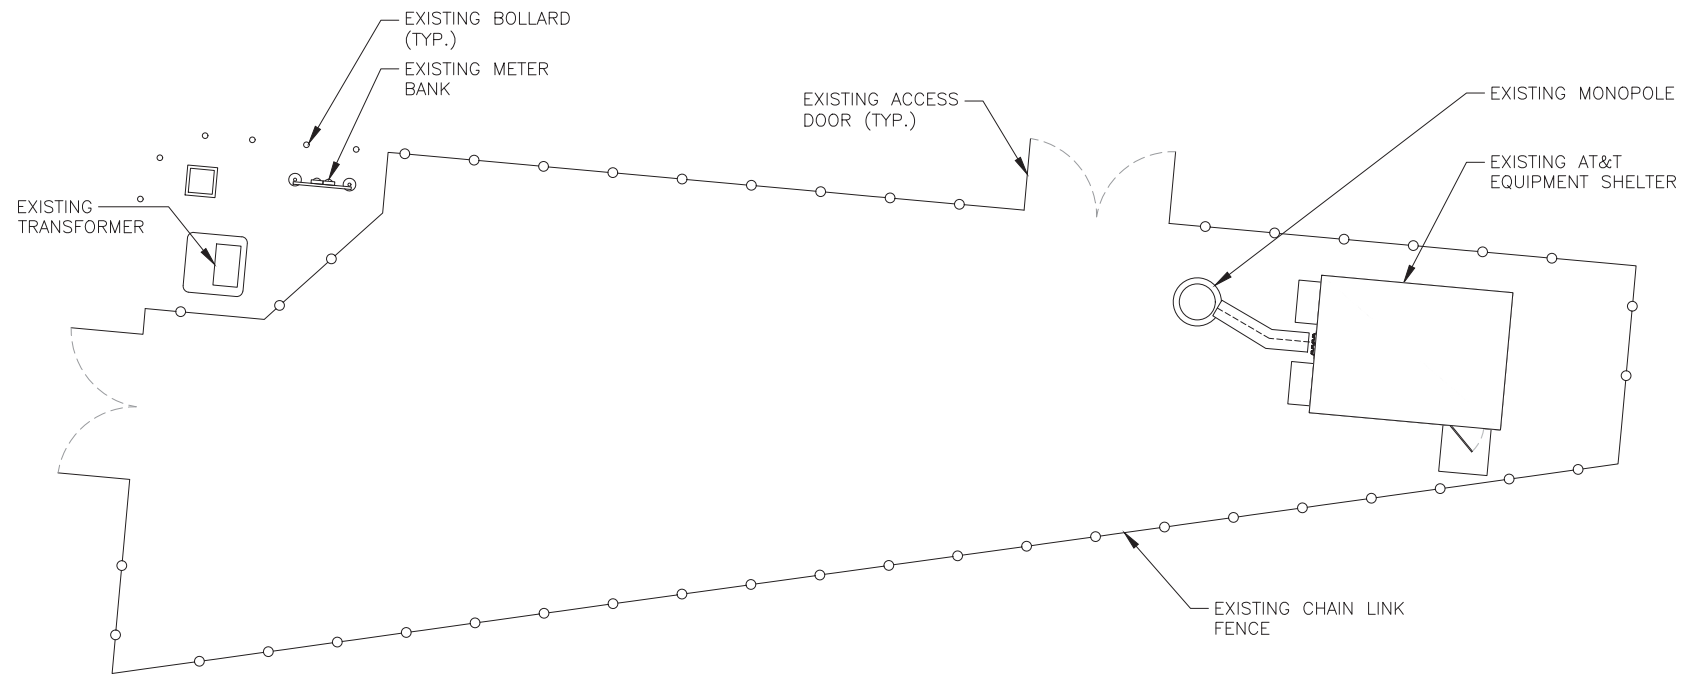 EXISTING BOLLARD
(TYP.)
EXISTING METER
BANK
EXISTING ACCESS
DOOR (TYP.)
EXISTING MONOPOLE
EXISTING AT&T
EQUIPMENT SHELTER
EXISTING
TRANSFORMER
EXISTING CHAIN LINK
FENCE